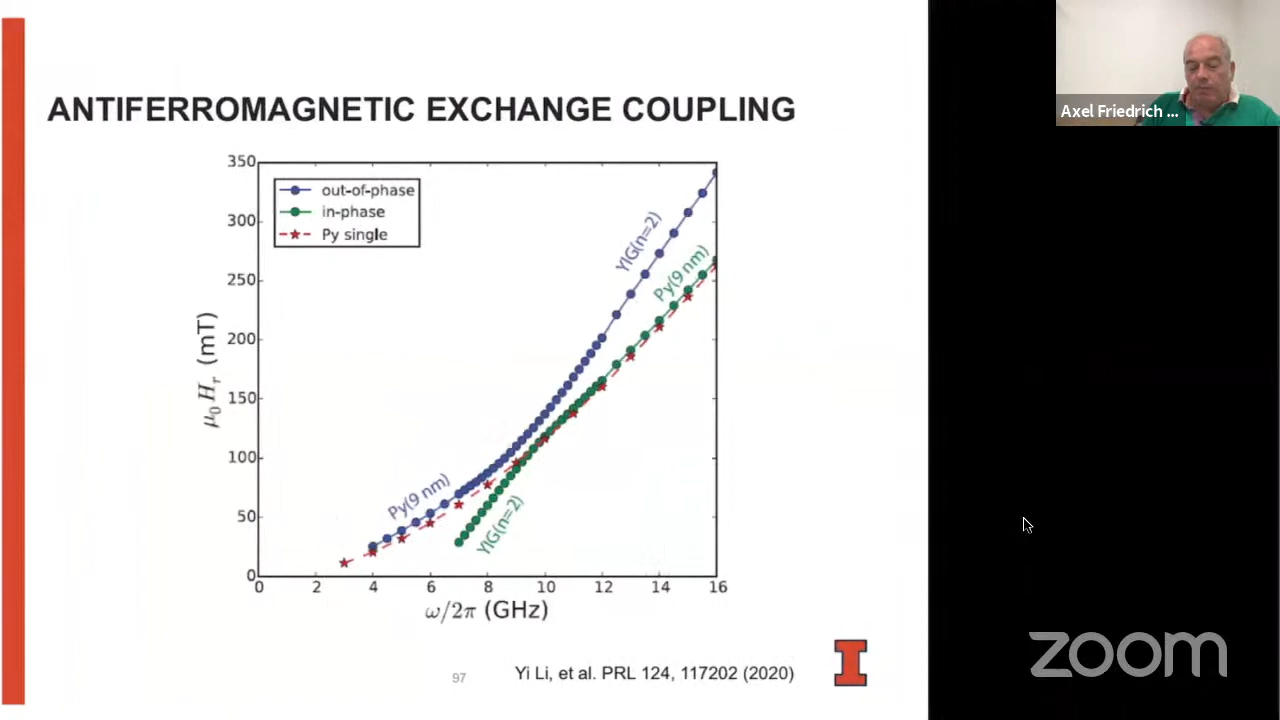 ANTIFERROMAGNETIC EXCHANGE COUPLING
Axel Friedrich ...
350
300
250
200
150
100
50
0
out-of-phase
in-phase
Py single
YIG(n=2)
Py(9 nm)
Py(9 nm)
YIG(n=2)
μ₀Hᵣ (mT)
0 2 4 6 8 10 12 14 16
ω/2π (GHz)
97
Yi Li, et al. PRL 124, 117202 (2020)
I
zoom